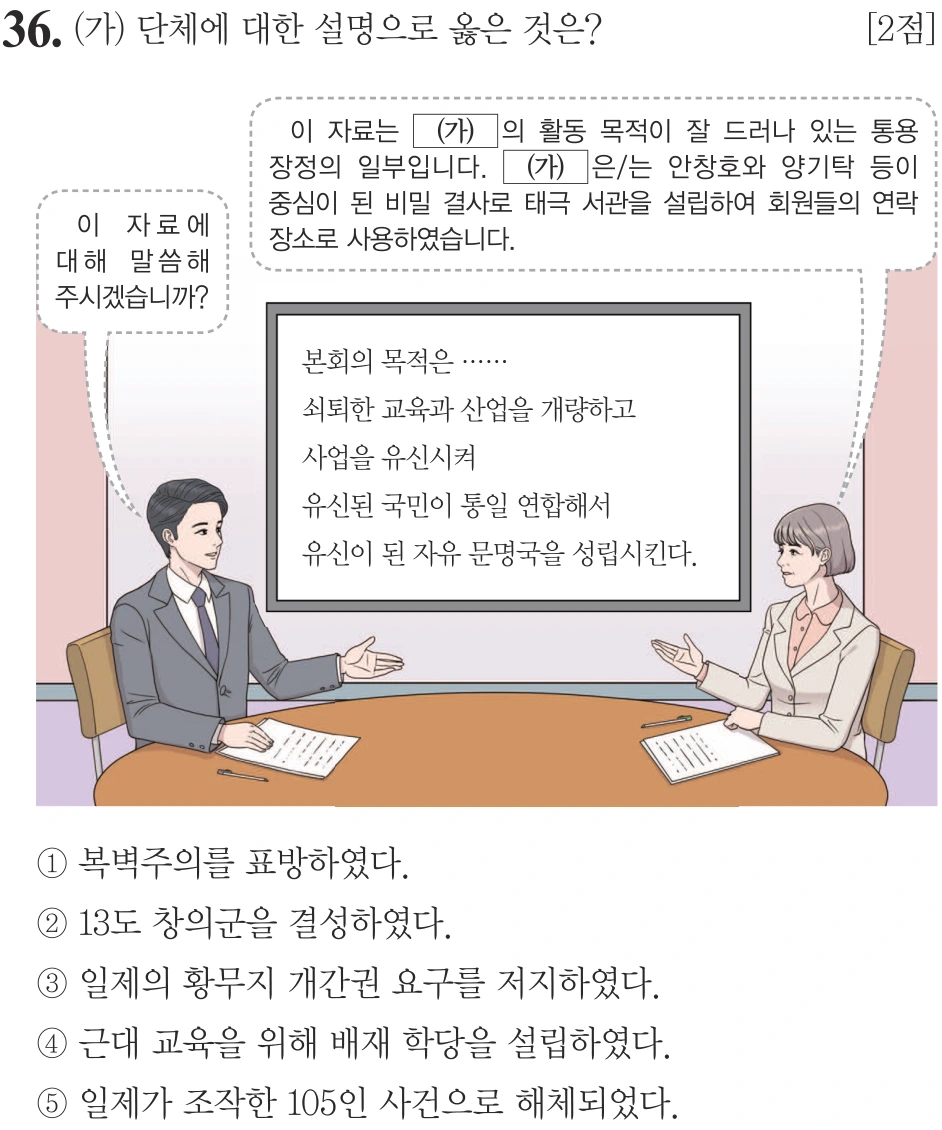 36. (가) 단체에 대한 설명으로 옳은 것은? [2점]
이 자료에
대해 말씀해
주시겠습니까?
이 자료는 (가) 의 활동 목적이 잘 드러나 있는 통용
장정의 일부입니다. (가) 은/는 안창호와 양기탁 등이
중심이 된 비밀 결사로 태극 서관을 설립하여 회원들의 연락
장소로 사용하였습니다.
본회의 목적은 ……
쇠퇴한 교육과 산업을 개량하고
사업을 유신시켜
유신된 국민이 통일 연합해서
유신이 된 자유 문명국을 성립시킨다.
① 복벽주의를 표방하였다.
② 13도 창의군을 결성하였다.
③ 일제의 황무지 개간권 요구를 저지하였다.
④ 근대 교육을 위해 배재 학당을 설립하였다.
⑤ 일제가 조작한 105인 사건으로 해체되었다.